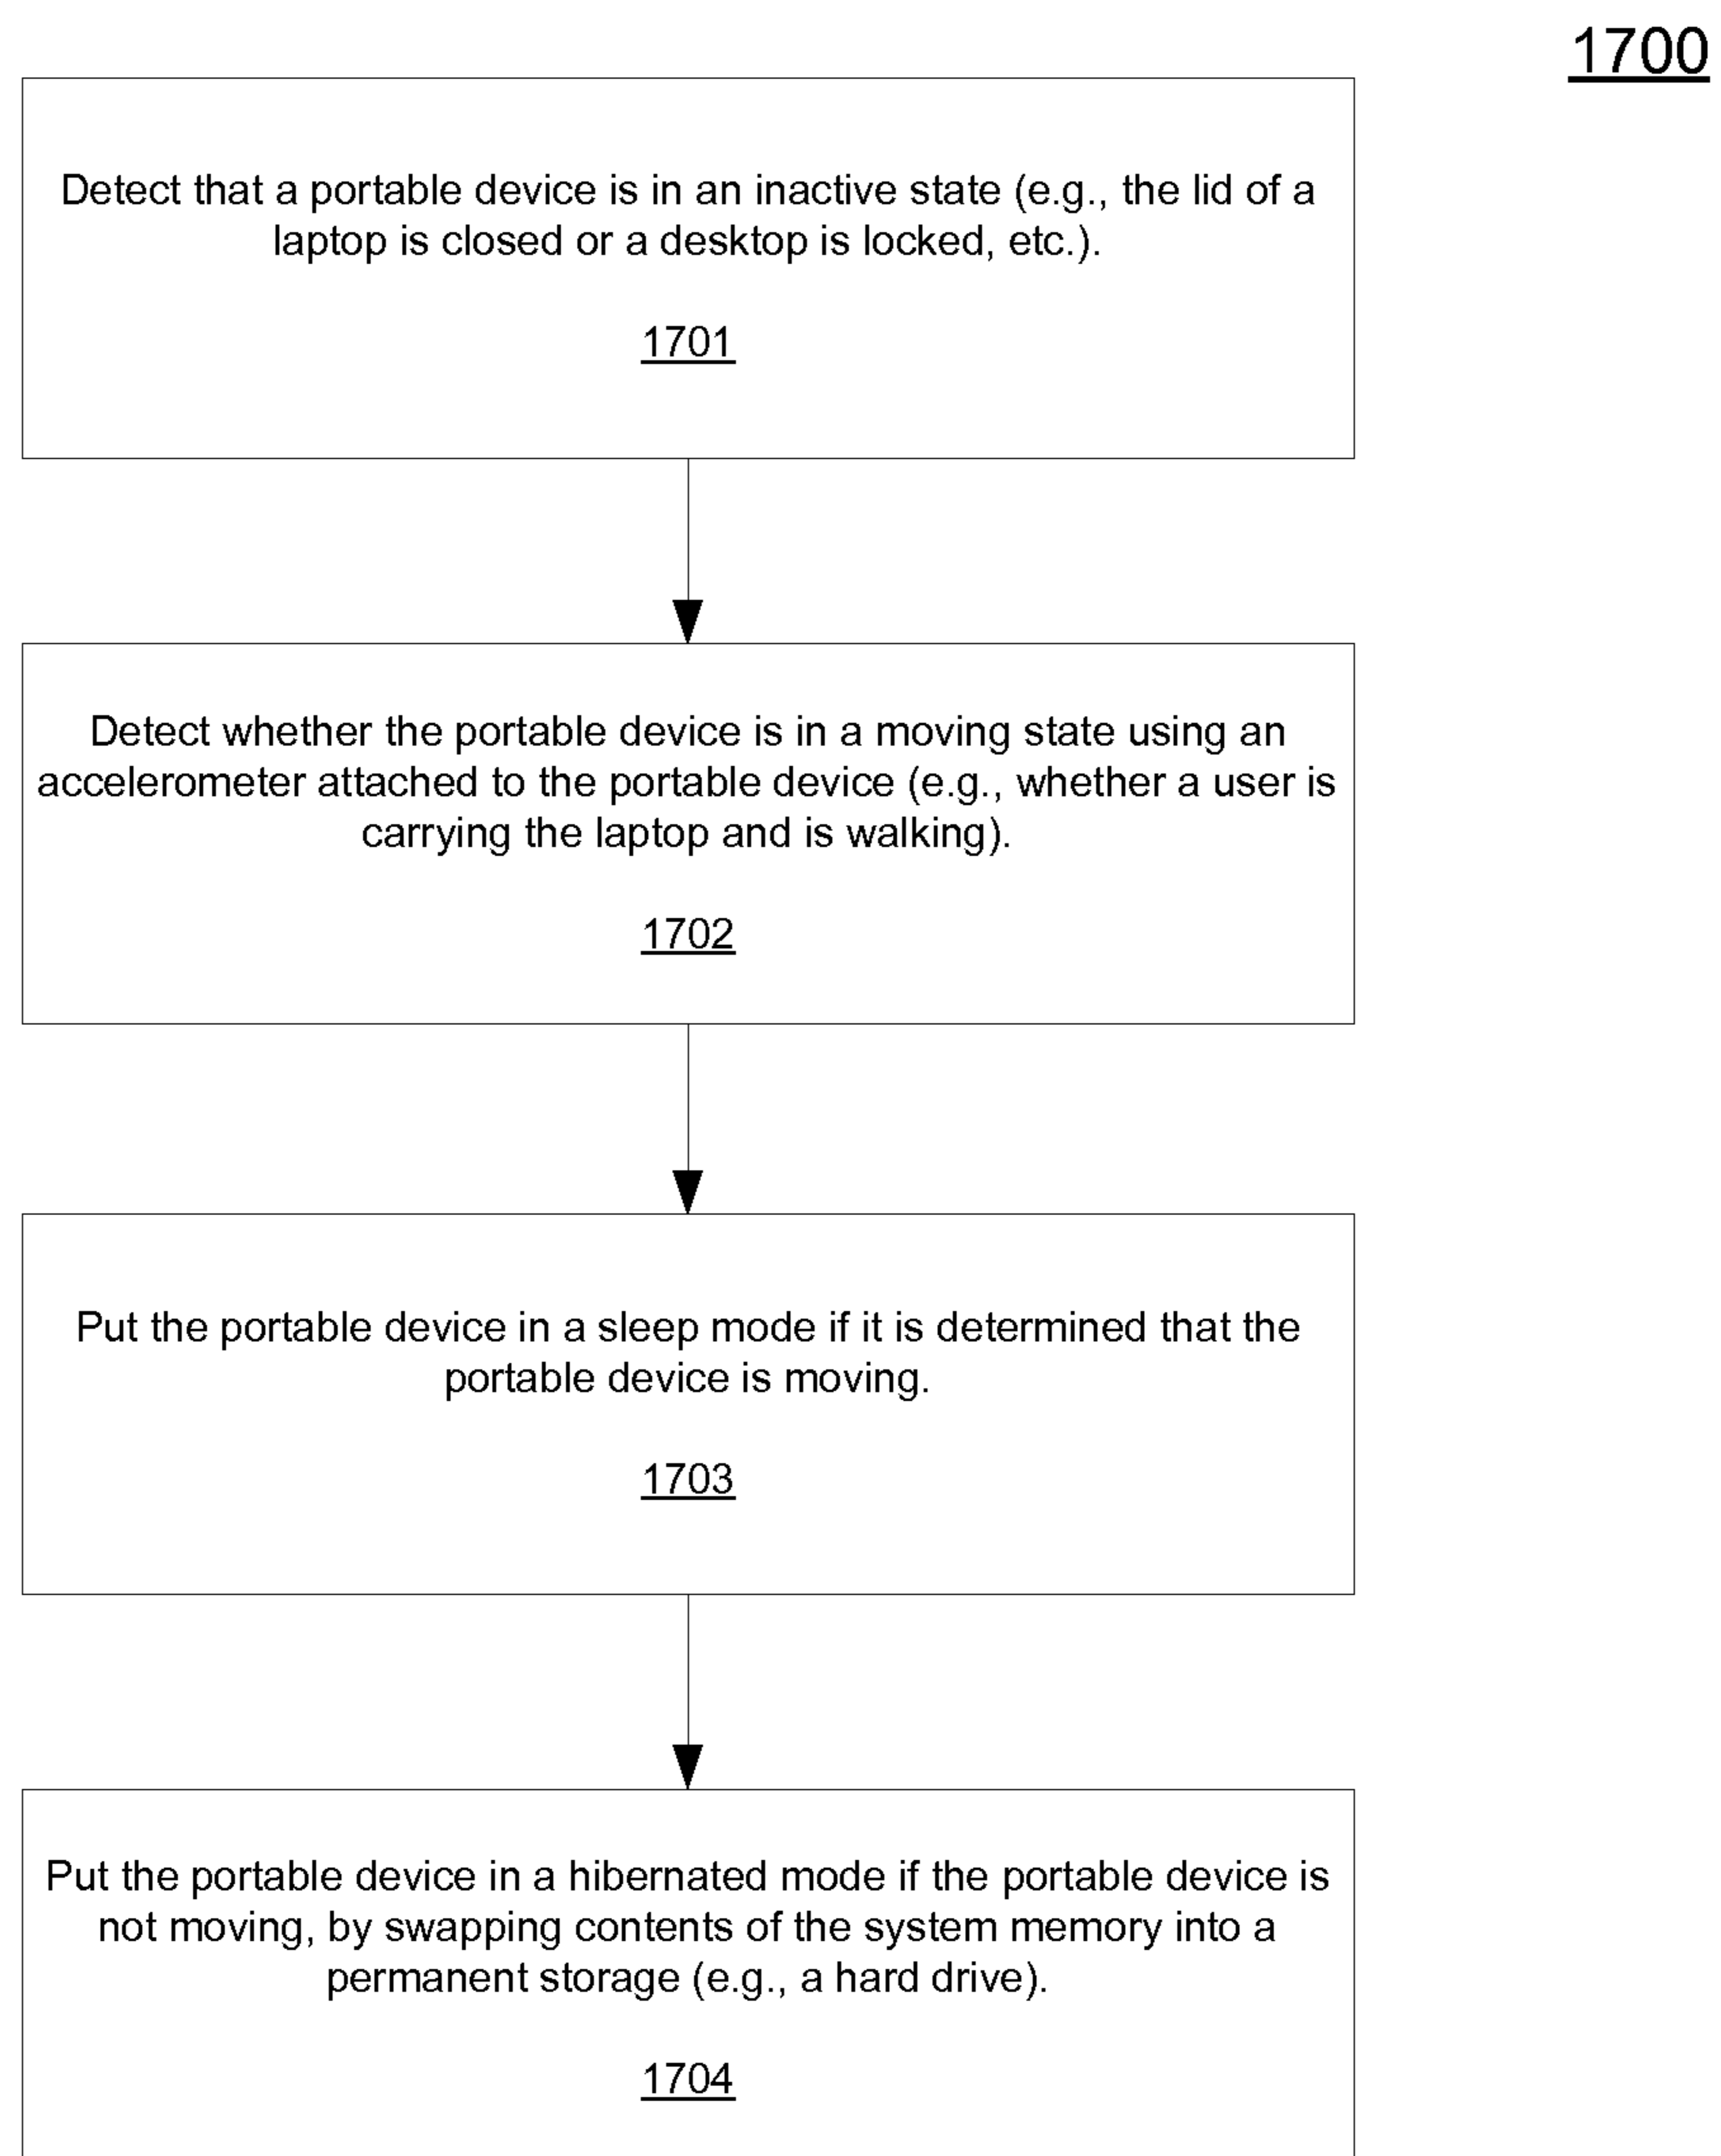 1700
Detect that a portable device is in an inactive state (e.g., the lid of a
laptop is closed or a desktop is locked, etc.).
1701
Detect whether the portable device is in a moving state using an
accelerometer attached to the portable device (e.g., whether a user is
carrying the laptop and is walking).
1702
Put the portable device in a sleep mode if it is determined that the
portable device is moving.
1703
Put the portable device in a hibernated mode if the portable device is
not moving, by swapping contents of the system memory into a
permanent storage (e.g., a hard drive).
1704